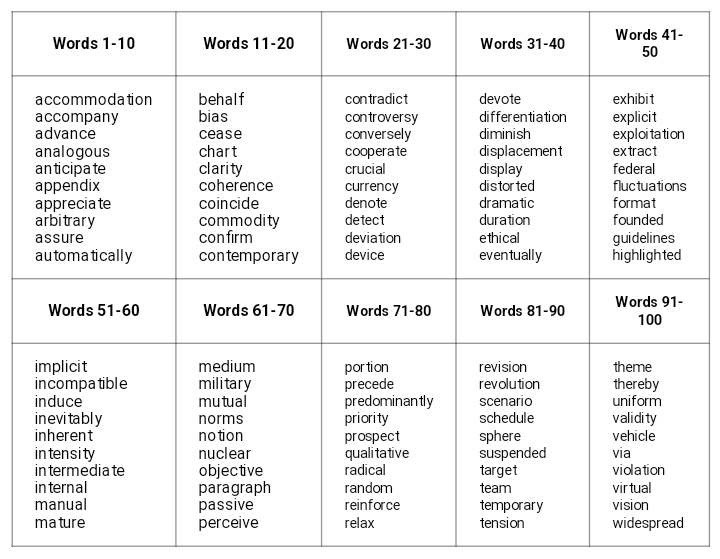 Words 1-10
Words 11-20
Words 21-30
Words 31-40
Words 41-
50
accommodation
accompany
advance
analogous
anticipate
appendix
appreciate
arbitrary
assure
automatically
behalf
bias
cease
chart
clarity
coherence
coincide
commodity
confirm
contemporary
contradict
controversy
conversely
cooperate
crucial
currency
denote
detect
deviation
device
devote
differentiation
diminish
displacement
display
distorted
dramatic
duration
ethical
eventually
exhibit
explicit
exploitation
extract
federal
fluctuations
format
founded
guidelines
highlighted
Words 51-60
Words 61-70
Words 71-80
Words 81-90
Words 91-
100
implicit
incompatible
induce
inevitably
inherent
intensity
intermediate
internal
manual
mature
medium
military
mutual
norms
notion
nuclear
objective
paragraph
passive
perceive
portion
precede
predominantly
priority
prospect
qualitative
radical
random
reinforce
relax
revision
revolution
scenario
schedule
sphere
suspended
target
team
temporary
tension
theme
thereby
uniform
validity
vehicle
via
violation
virtual
vision
widespread